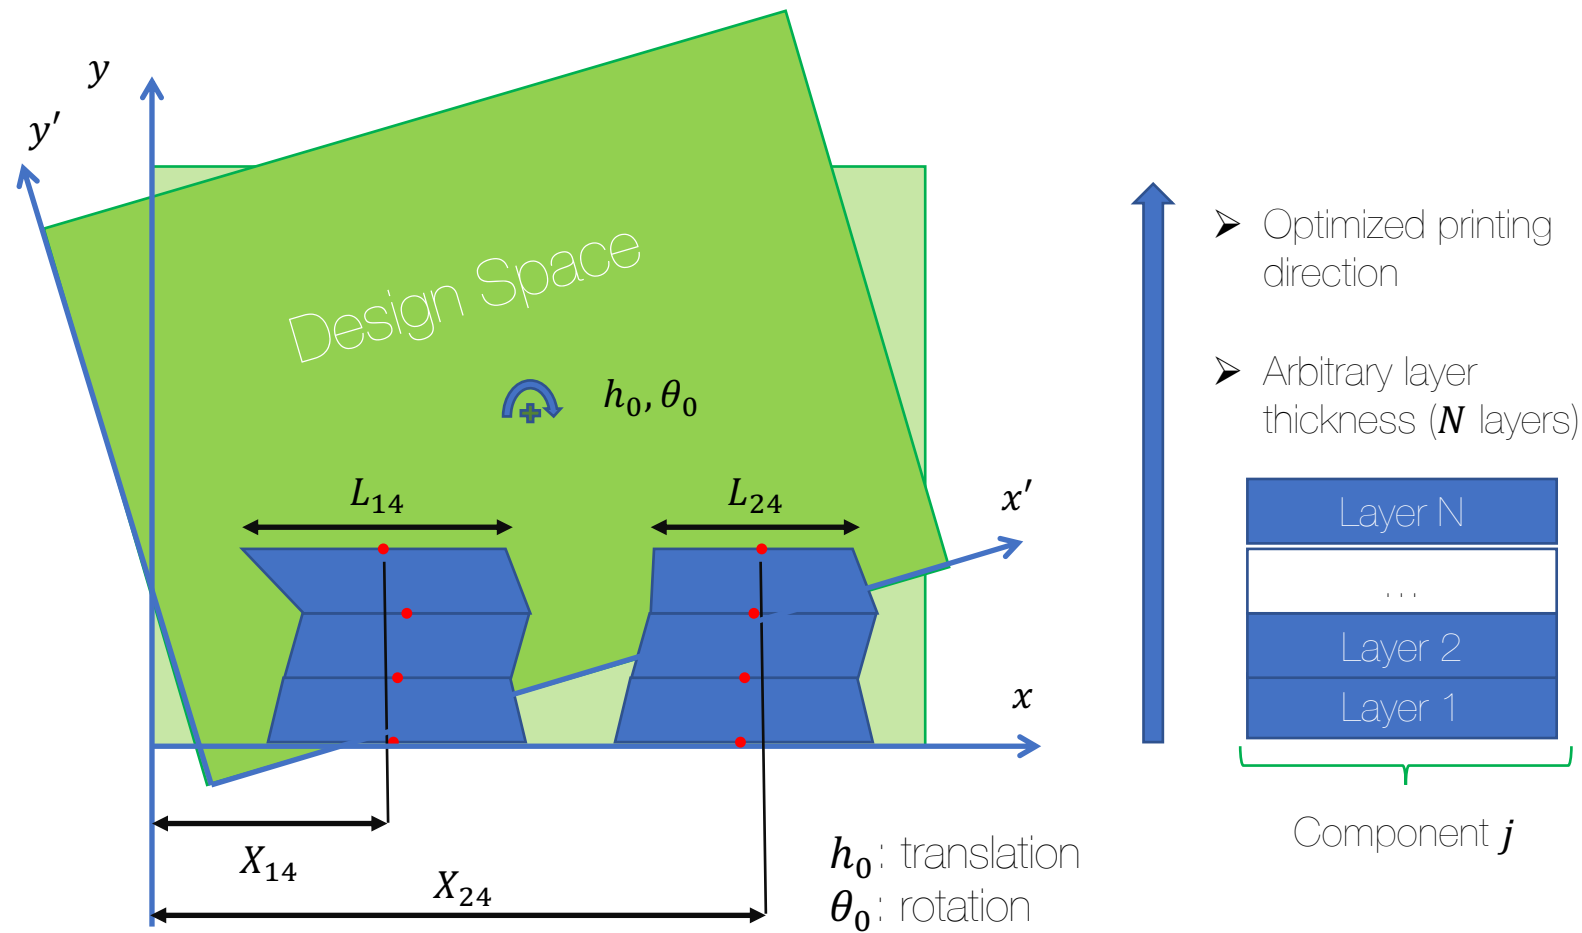 y
y′
Design Space
h₀, θ₀
L₁₄
L₂₄
x′
x
X₁₄
X₂₄
h₀: translation
θ₀: rotation
➢ Optimized printing
direction
➢ Arbitrary layer
thickness (N layers)
Layer N
...
Layer 2
Layer 1
Component j